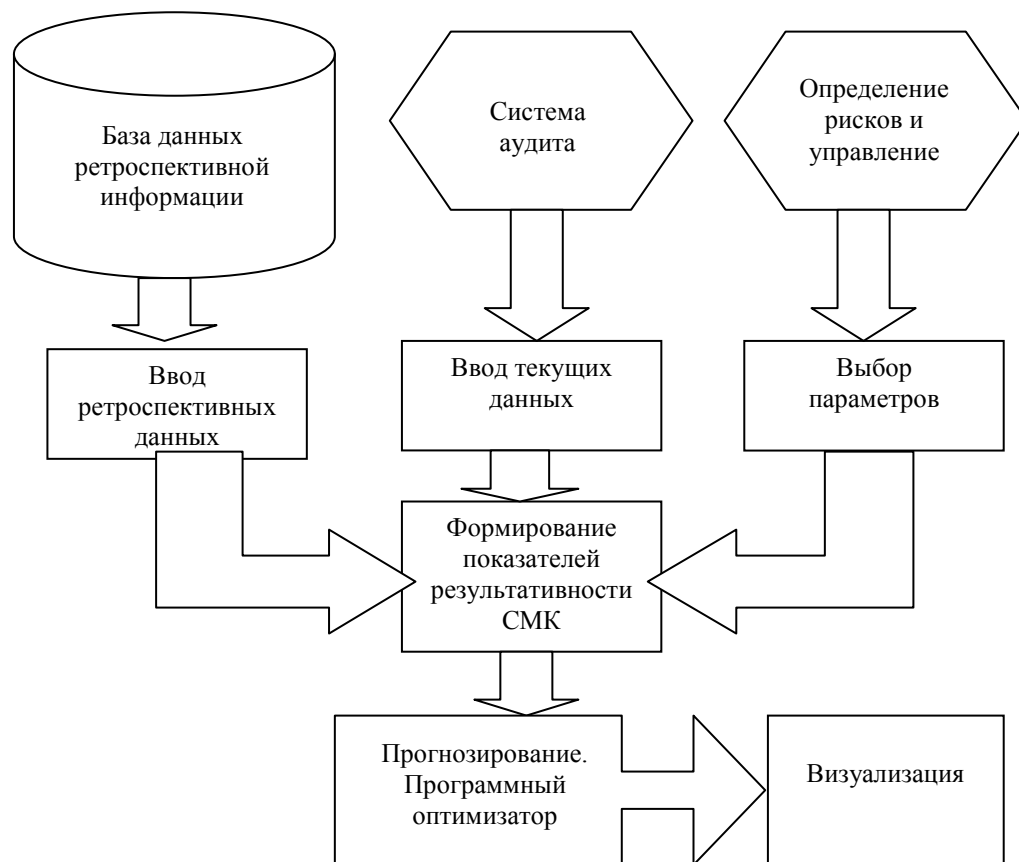 База данных
ретроспективной
информации
Система
аудита
Определение
рисков и
управление
Ввод
ретроспективных
данных
Ввод текущих
данных
Выбор
параметров
Формирование
показателей
результативности
СМК
Прогнозирование.
Программный
оптимизатор
Визуализация